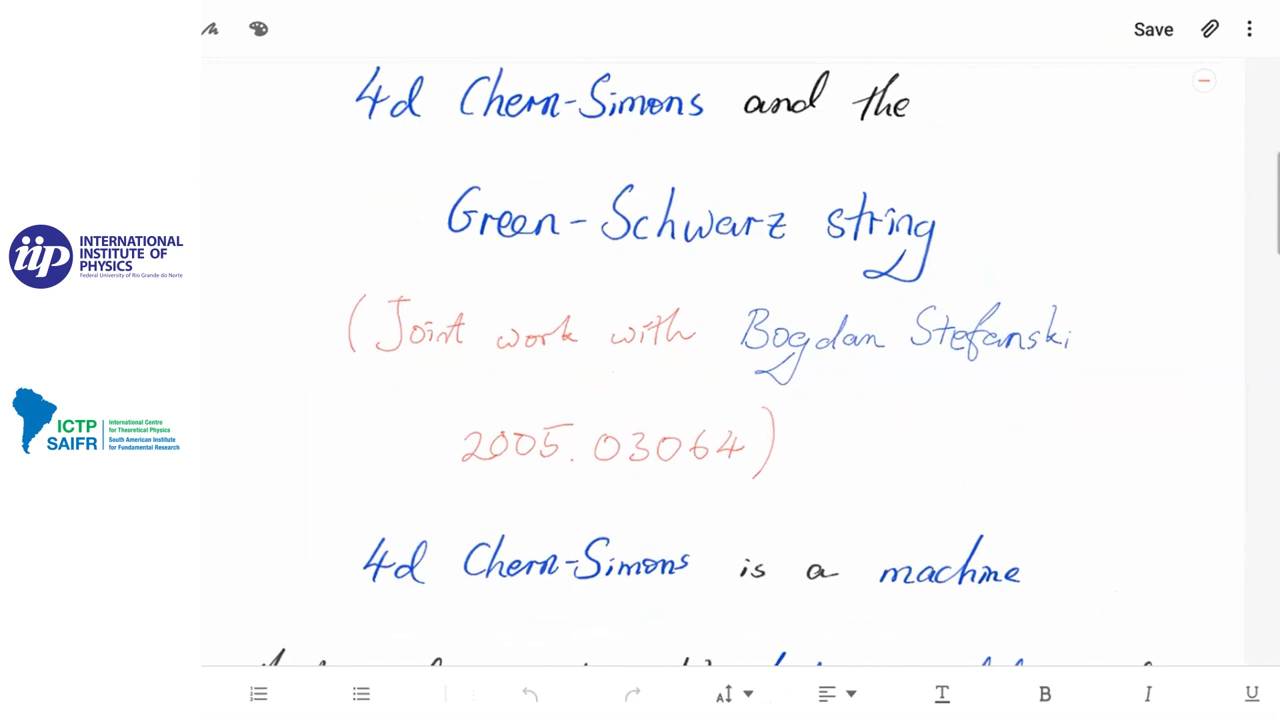 Save
4d Chern-Simons and the
Green-Schwarz string
(Joint work with Bogdan Stefanski
2005.03064)
4d Chern-Simons is a machine
INTERNATIONAL
INSTITUTE OF
PHYSICS
Federal University of Rio Grande do Norte
ICTP
SAIFR
International Centre
for Theoretical Physics
South American Institute
for Fundamental Research
T
B
I
U